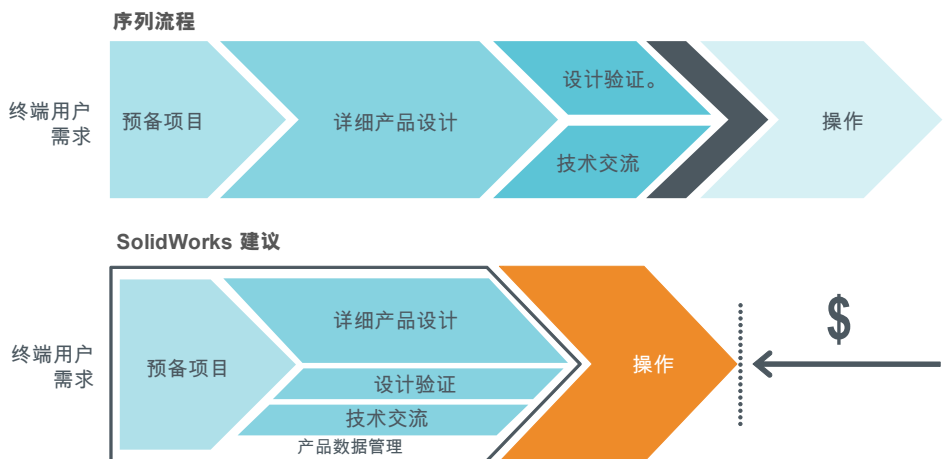 序列流程
终端用户
需求
预备项目
详细产品设计
设计验证。
技术交流
操作
SolidWorks 建议
终端用户
需求
预备项目
详细产品设计
设计验证
技术交流
产品数据管理
操作
$